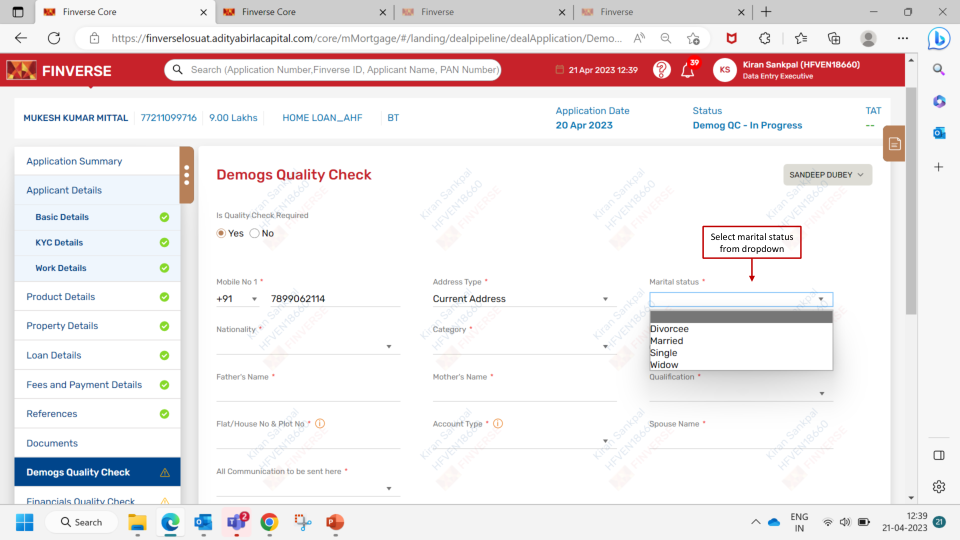 Finverse Core
Finverse Core
Finverse
Finverse
https://finverselosuat.adityabirlacapital.com/core/mMortgage/#/landing/dealpipeline/dealApplication/Demo...
FINVERSE
Search (Application Number,Finverse ID, Applicant Name, PAN Number)
21 Apr 2023 12:39
39
KS
Kiran Sankpal (HFVEN18660)
Data Entry Executive
MUKESH KUMAR MITTAL
77211099716
9.00 Lakhs
HOME LOAN_AHF
BT
Application Date
20 Apr 2023
Status
Demog QC - In Progress
TAT
--
Application Summary
Applicant Details
Basic Details
KYC Details
Work Details
Product Details
Property Details
Loan Details
Fees and Payment Details
References
Documents
Demogs Quality Check
Financials Quality Check
Demogs Quality Check
SANDEEP DUBEY
Is Quality Check Required
Yes No
Select marital status
from dropdown
Mobile No 1 *
+91 7899062114
Address Type *
Current Address
Marital status *
Divorcee
Married
Single
Widow
Nationality *
Category *
Father's Name *
Mother's Name *
Qualification *
Flat/House No & Plot No *
Account Type *
Spouse Name *
All Communication to be sent here *
Kiran Sankpal
HFVEN18660
FINVERSE
Search
2
ENG
IN
12:39
21-04-2023
21